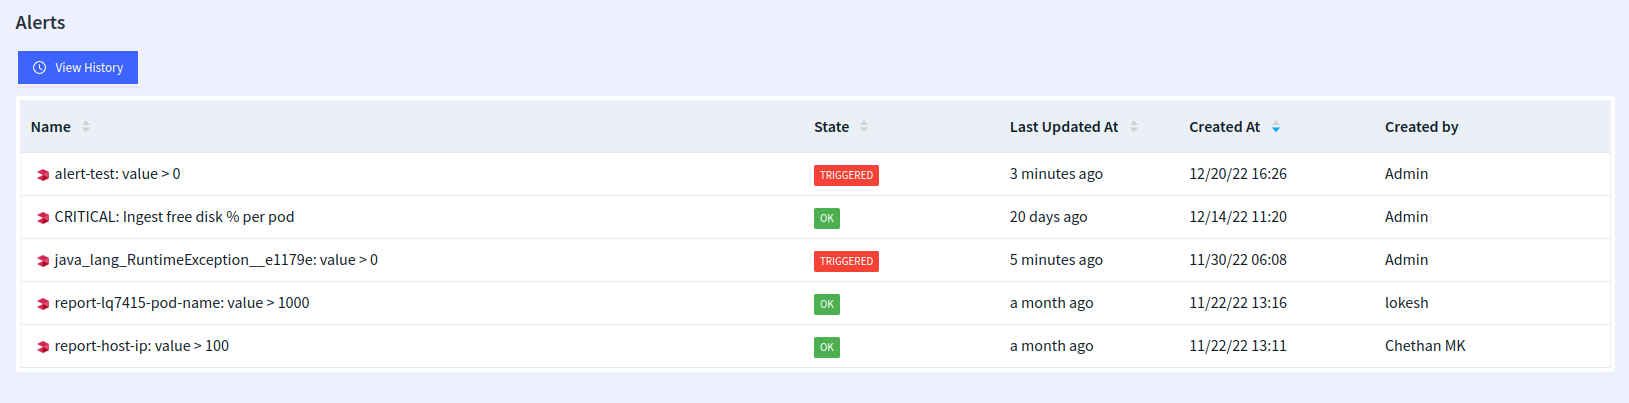 Alerts
View History
Name State Last Updated At Created At Created by
alert-test: value > 0 TRIGGERED 3 minutes ago 12/20/22 16:26 Admin
CRITICAL: Ingest free disk % per pod OK 20 days ago 12/14/22 11:20 Admin
java_lang_RuntimeException__e1179e: value > 0 TRIGGERED 5 minutes ago 11/30/22 06:08 Admin
report-lq7415-pod-name: value > 1000 OK a month ago 11/22/22 13:16 lokesh
report-host-ip: value > 100 OK a month ago 11/22/22 13:11 Chethan MK